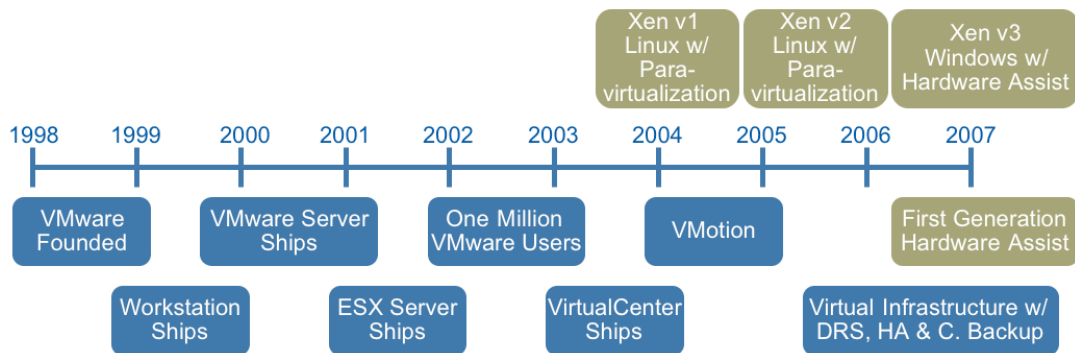 Xen v1
Linux w/
Para-
virtualization
Xen v2
Linux w/
Para-
virtualization
Xen v3
Windows w/
Hardware Assist
1998 1999 2000 2001 2002 2003 2004 2005 2006 2007
VMware
Founded
VMware Server
Ships
One Million
VMware Users
VMotion
First Generation
Hardware Assist
Workstation
Ships
ESX Server
Ships
VirtualCenter
Ships
Virtual Infrastructure w/
DRS, HA & C. Backup